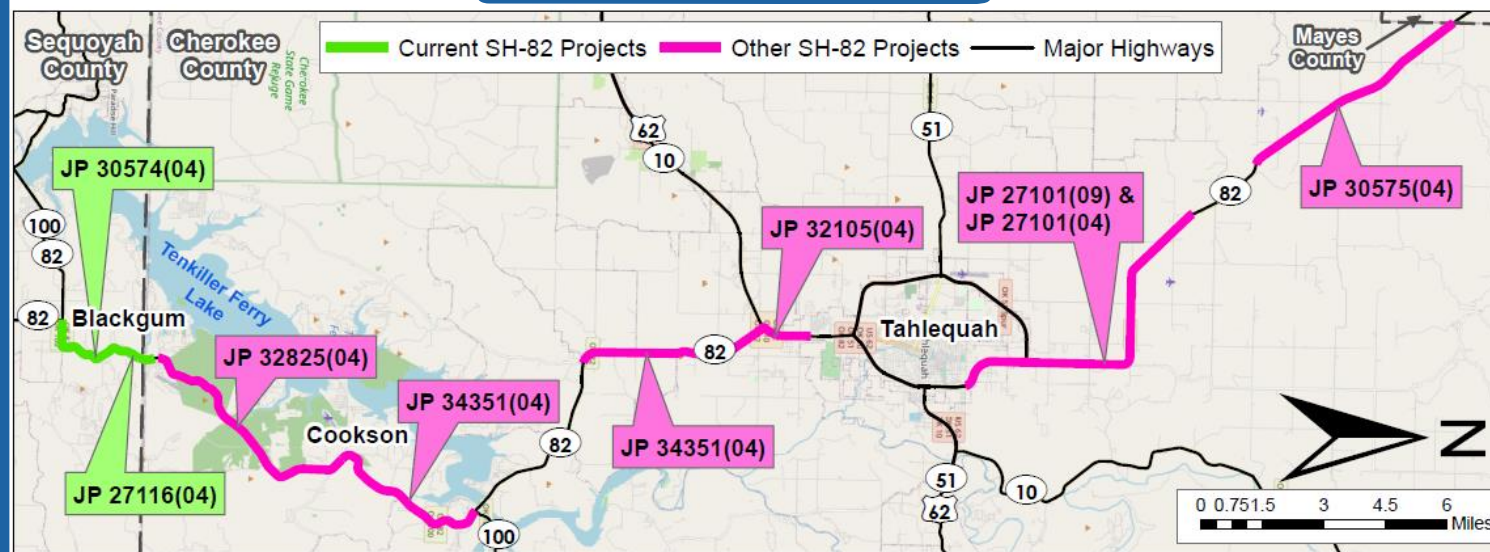 Sequoyah
County
Cherokee
County
Current SH-82 Projects
Other SH-82 Projects
Major Highways
Mayes
County
Cherokee
State Game
Refuge
Paradise Hill
62
10
51
JP 30574(04)
JP 27101(09) &
JP 27101(04)
82
JP 30575(04)
100
82
JP 32105(04)
Tenkiller Ferry
Lake
82
Blackgum
Tahlequah
JP 32825(04)
82
JP 34351(04)
Cookson
82
JP 34351(04)
JP 27116(04)
100
51
62
10
N
0 0.75 1.5 3 4.5 6
Miles